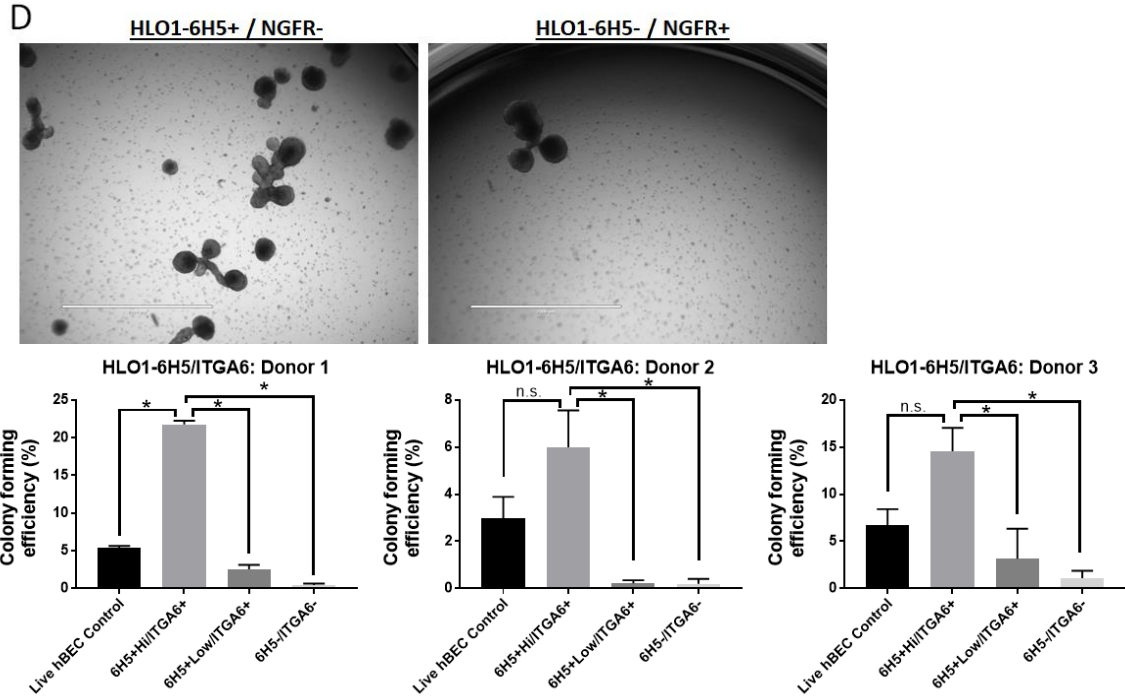 D
HLO1-6H5+ / NGFR-
HLO1-6H5- / NGFR+
HLO1-6H5/ITGA6: Donor 1
Colony forming
efficiency (%)
25
20
15
10
5
0
*
*
*
Live hBEC Control
6H5+Hi/ITGA6+
6H5+Low/ITGA6+
6H5-/ITGA6-
HLO1-6H5/ITGA6: Donor 2
Colony forming
efficiency (%)
8
6
4
2
0
n.s.
*
*
Live hBEC Control
6H5+Hi/ITGA6+
6H5+Low/ITGA6+
6H5-/ITGA6-
HLO1-6H5/ITGA6: Donor 3
Colony forming
efficiency (%)
20
15
10
5
0
n.s.
*
*
Live hBEC Control
6H5+Hi/ITGA6+
6H5+Low/ITGA6+
6H5-/ITGA6-